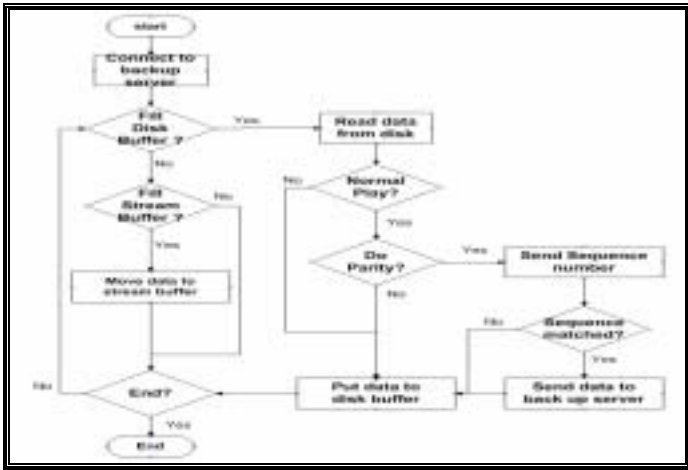 start
Connect to
backup
server
Fill
Disk
Buffer ?
Yes
Read data
from disk
No
Normal
Play?
No
Fill
Stream
Buffer ?
No
Yes
Yes
Do
Parity?
Yes
Send Sequence
number
Move data to
stream buffer
No
Sequence
matched?
No
Yes
No
End?
Put data to
disk buffer
Send data to
back up server
Yes
End